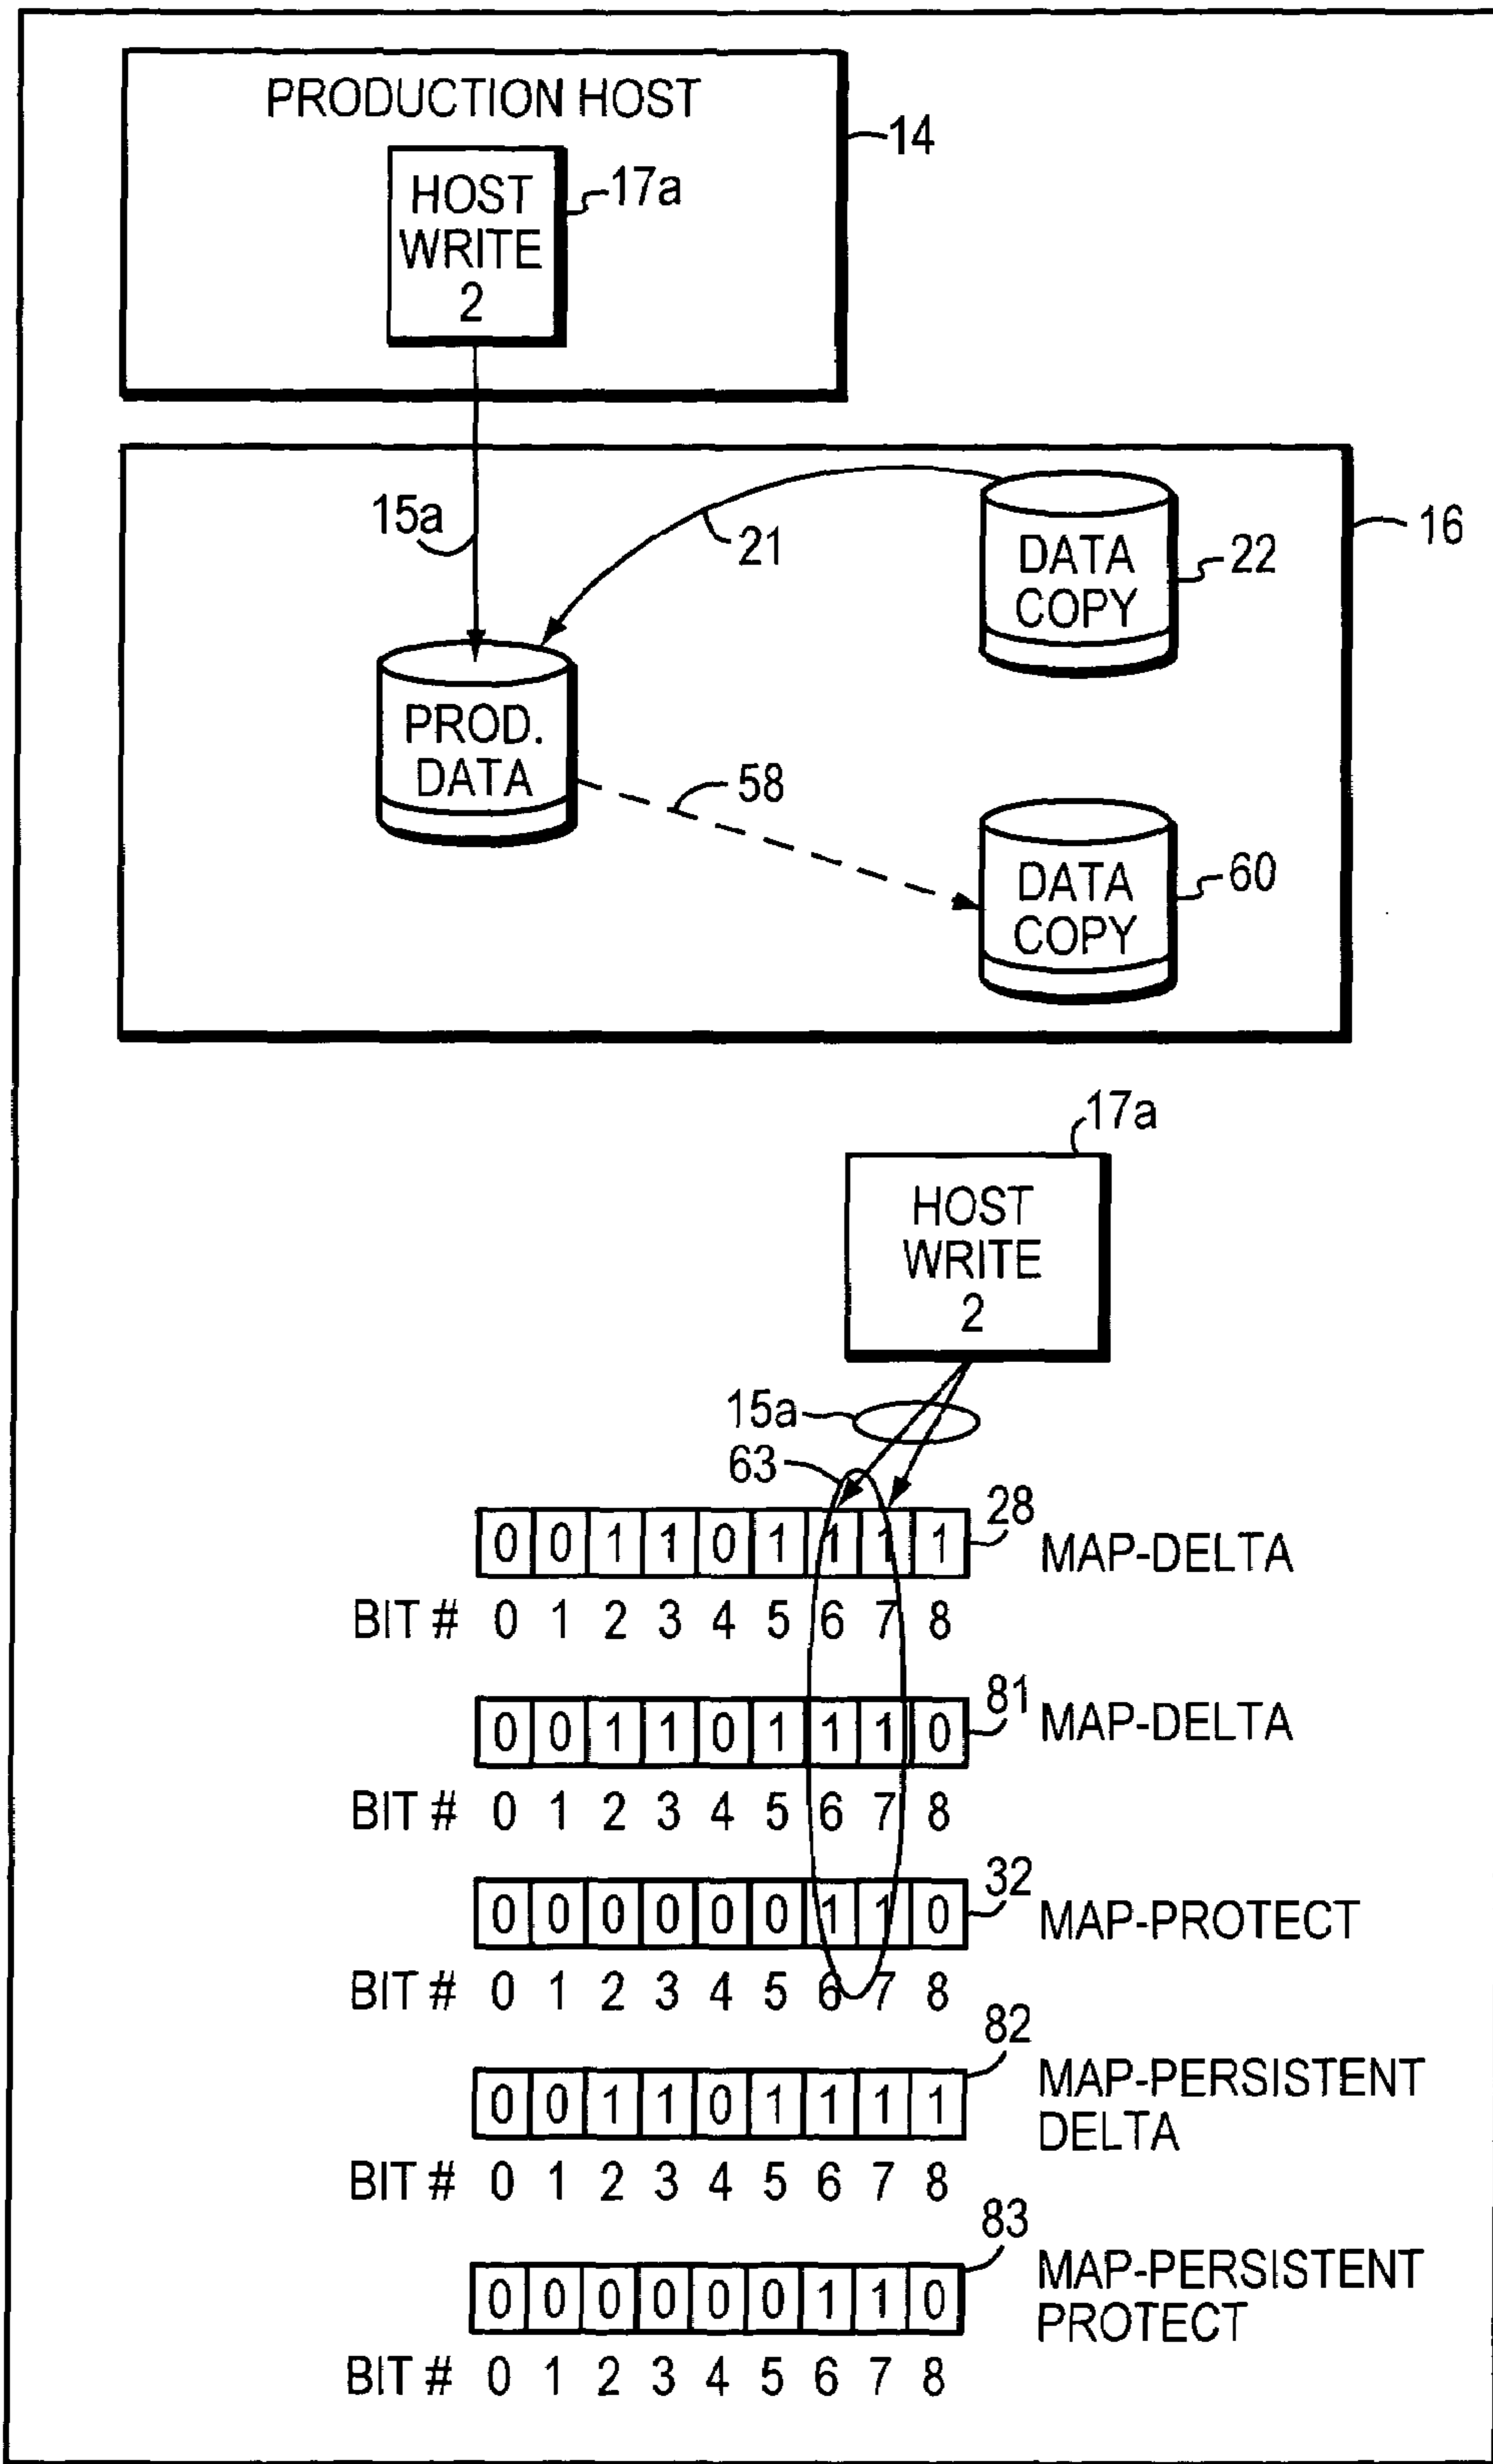 PRODUCTION HOST
14
HOST
WRITE
2
17a
15a
21
DATA
COPY
22
16
PROD.
DATA
58
DATA
COPY
60
17a
HOST
WRITE
2
15a
63
28
0 0 1 1 0 1 1 1 1
MAP-DELTA
BIT # 0 1 2 3 4 5 6 7 8
81
0 0 1 1 0 1 1 1 0
MAP-DELTA
BIT # 0 1 2 3 4 5 6 7 8
32
0 0 0 0 0 0 1 1 0
MAP-PROTECT
BIT # 0 1 2 3 4 5 6 7 8
82
0 0 1 1 0 1 1 1 1
MAP-PERSISTENT
DELTA
BIT # 0 1 2 3 4 5 6 7 8
83
0 0 0 0 0 0 1 1 0
MAP-PERSISTENT
PROTECT
BIT # 0 1 2 3 4 5 6 7 8